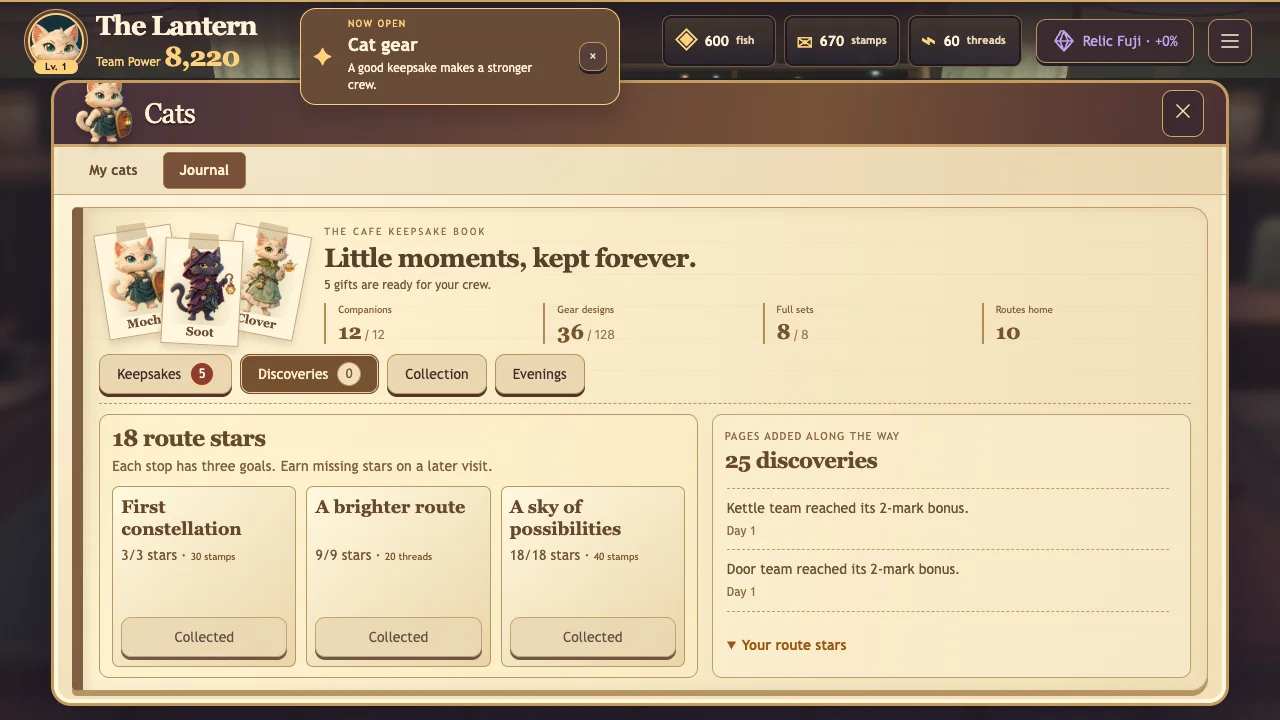 The Lantern
Team Power 8,220
Lv. 1
NOW OPEN
Cat gear
A good keepsake makes a stronger
crew.
×
600 fish
670 stamps
60 threads
Relic Fuji · +0%
Cats
My cats
Journal
Moch
Soot
Clover
THE CAFE KEEPSAKE BOOK
Little moments, kept forever.
5 gifts are ready for your crew.
Companions
12 / 12
Gear designs
36 / 128
Full sets
8 / 8
Routes home
10
Keepsakes 5
Discoveries 0
Collection
Evenings
18 route stars
Each stop has three goals. Earn missing stars on a later visit.
First
constellation
3/3 stars · 30 stamps
Collected
A brighter route
9/9 stars · 20 threads
Collected
A sky of
possibilities
18/18 stars · 40 stamps
Collected
PAGES ADDED ALONG THE WAY
25 discoveries
Kettle team reached its 2-mark bonus.
Day 1
Door team reached its 2-mark bonus.
Day 1
▼ Your route stars